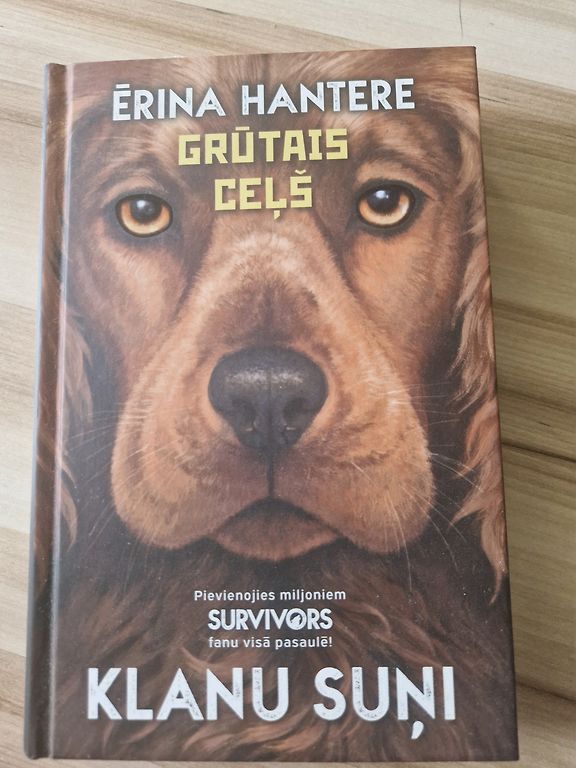 ĒRINA HANTERE
GRŪTAIS
CEĻŠ
Pievienojies miljoniem
SURVIVORS
fanu visā pasaulē!
KLANU SUŅI